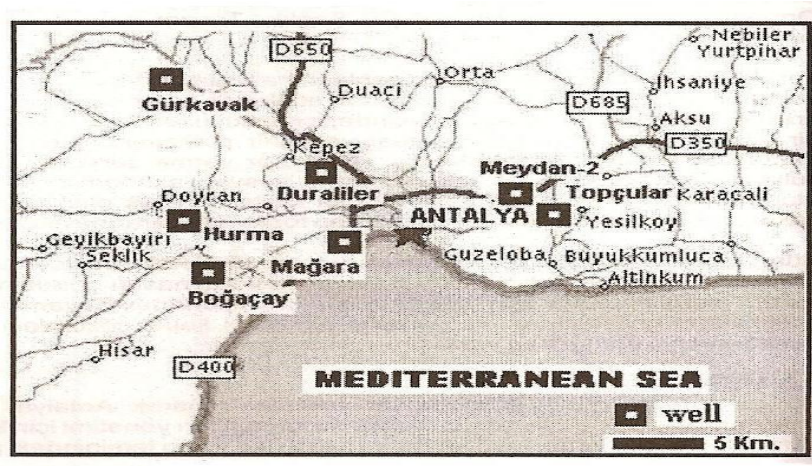 Nebiler
Yurtpinar
D650
Gürkavak
Duaci
Orta
Ihsaniye
D685
Aksu
D350
Kepez
Duraliler
Meydan-2
Topçular
Karacali
Doyran
Hurma
ANTALYA
Yesilkoy
Geyikbayiri
Seklik
Mağara
Guzeloba
Buyukkumluca
Boğaçay
Altinkum
Hisar
D400
MEDITERRANEAN SEA
well
5 Km.